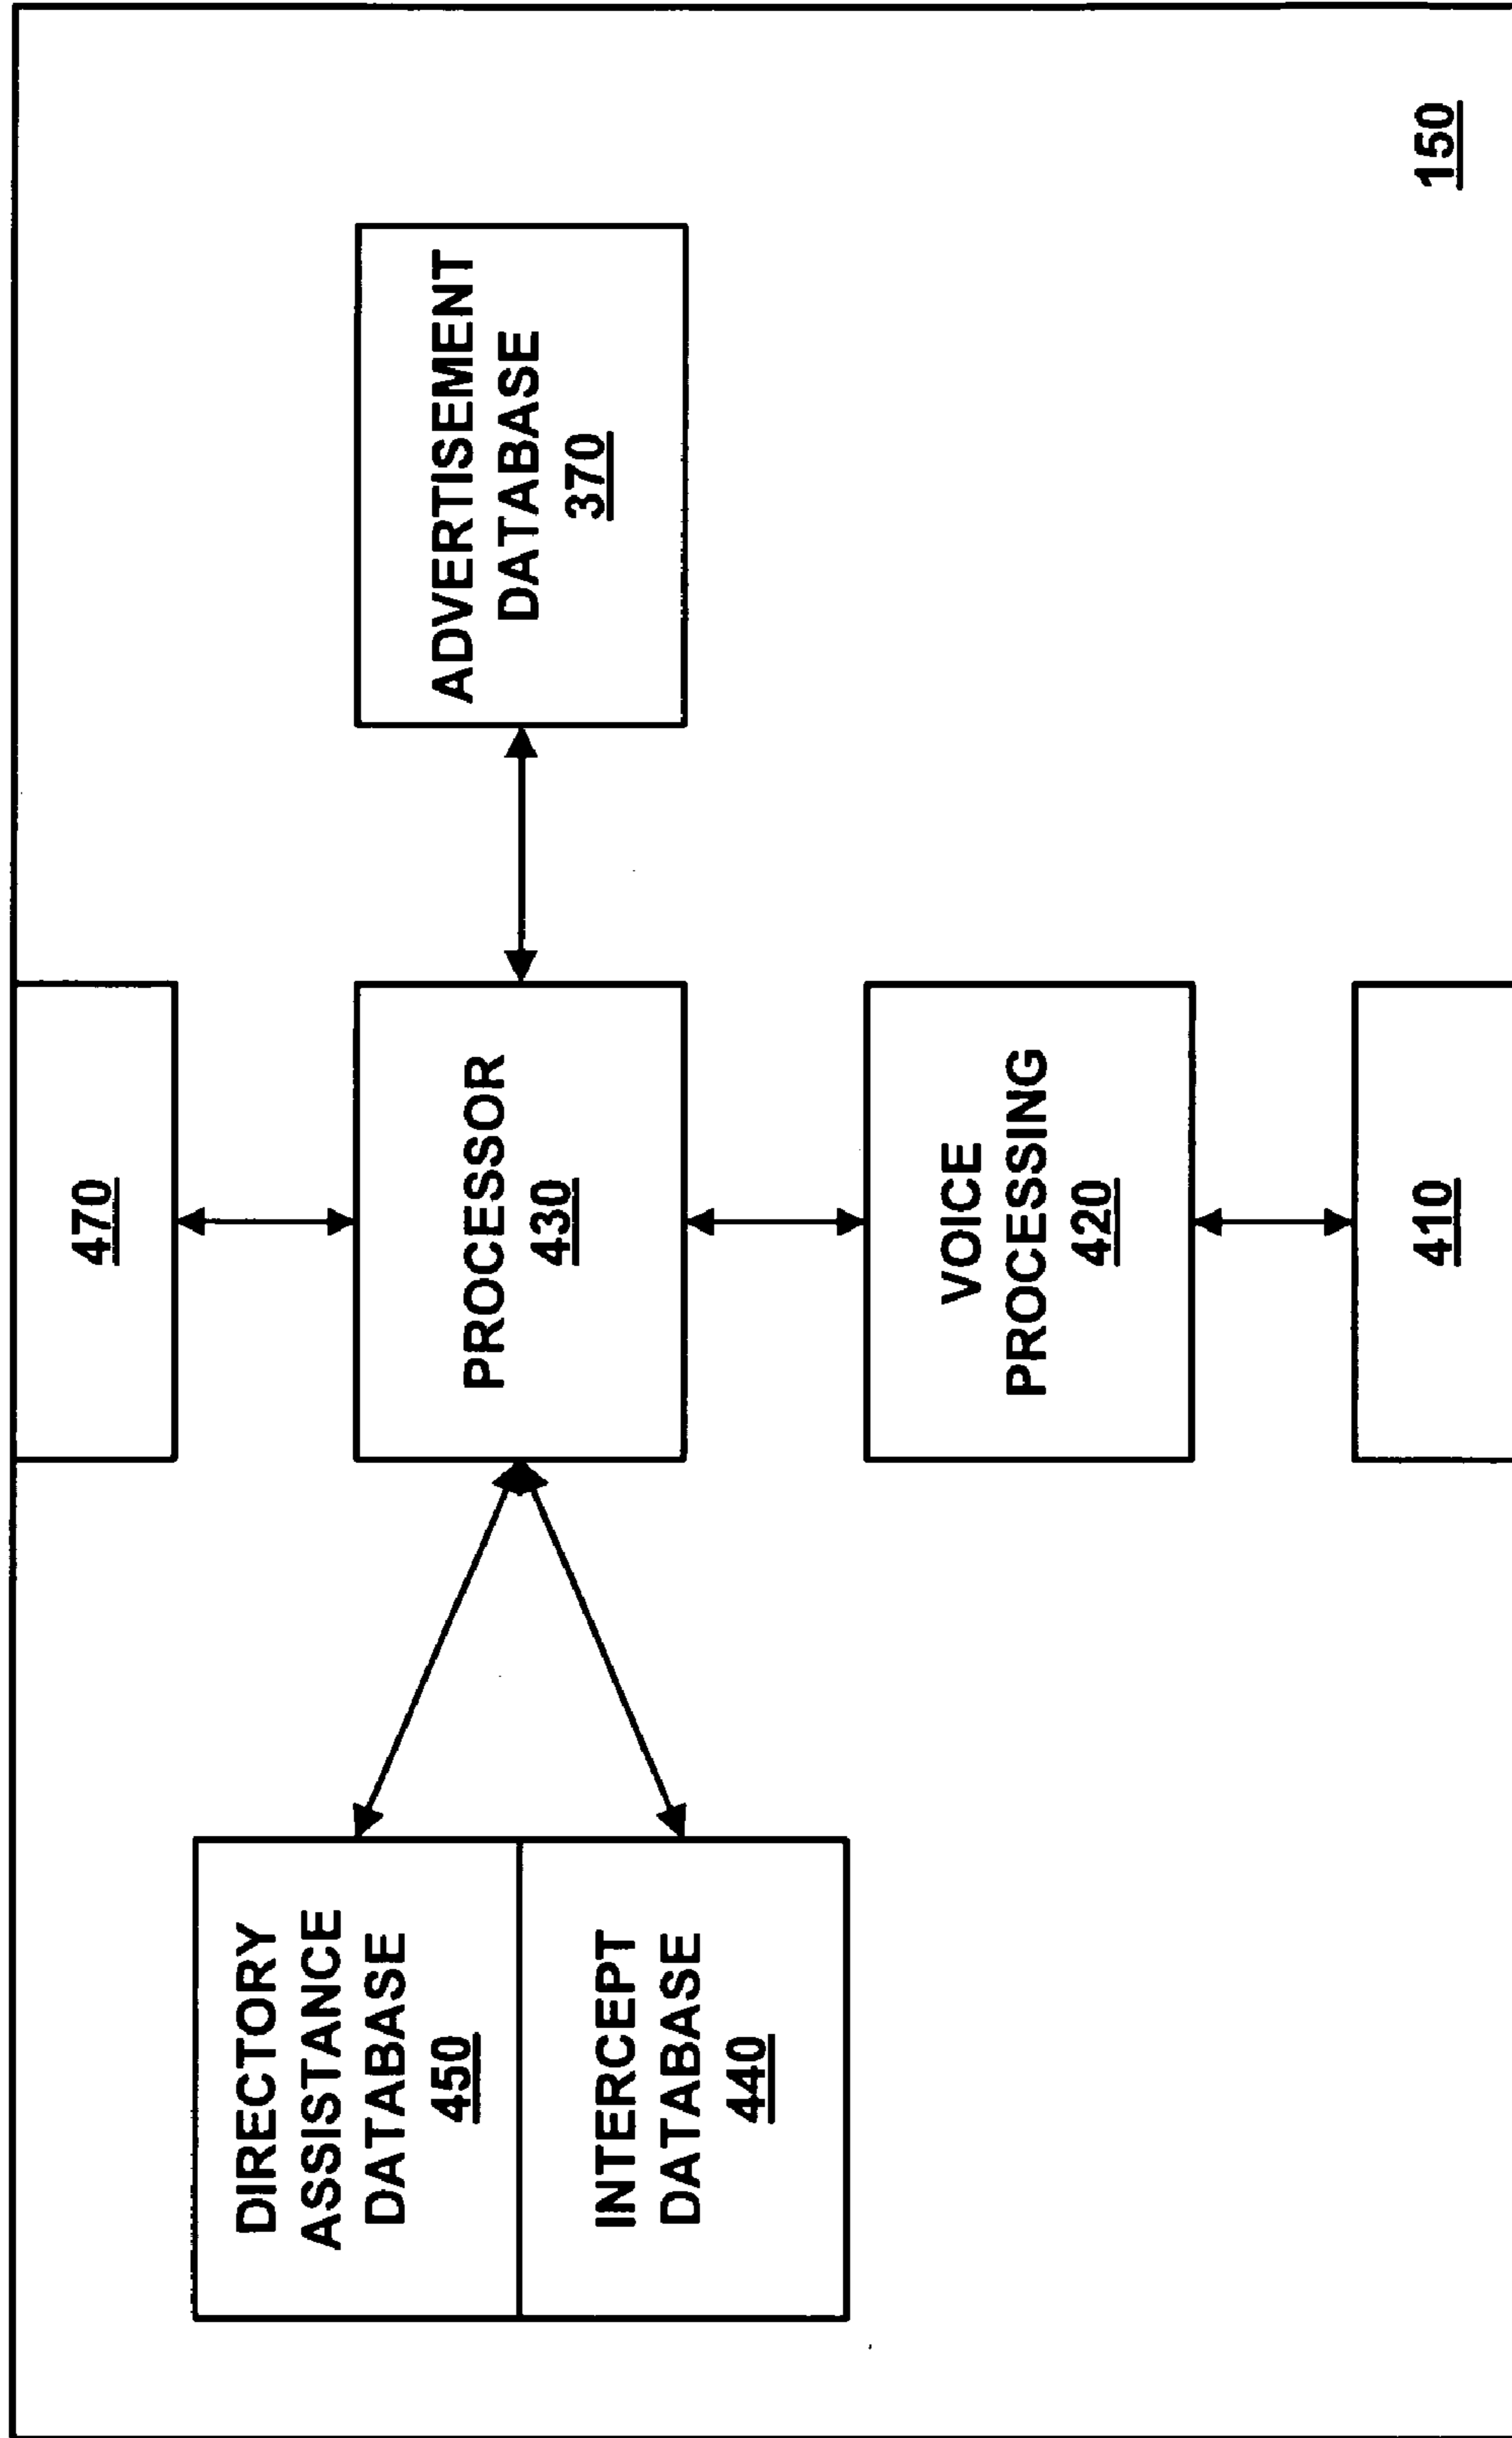 470
DIRECTORY
ASSISTANCE
DATABASE
450
INTERCEPT
DATABASE
440
PROCESSOR
430
ADVERTISEMENT
DATABASE
370
VOICE
PROCESSING
420
410
150